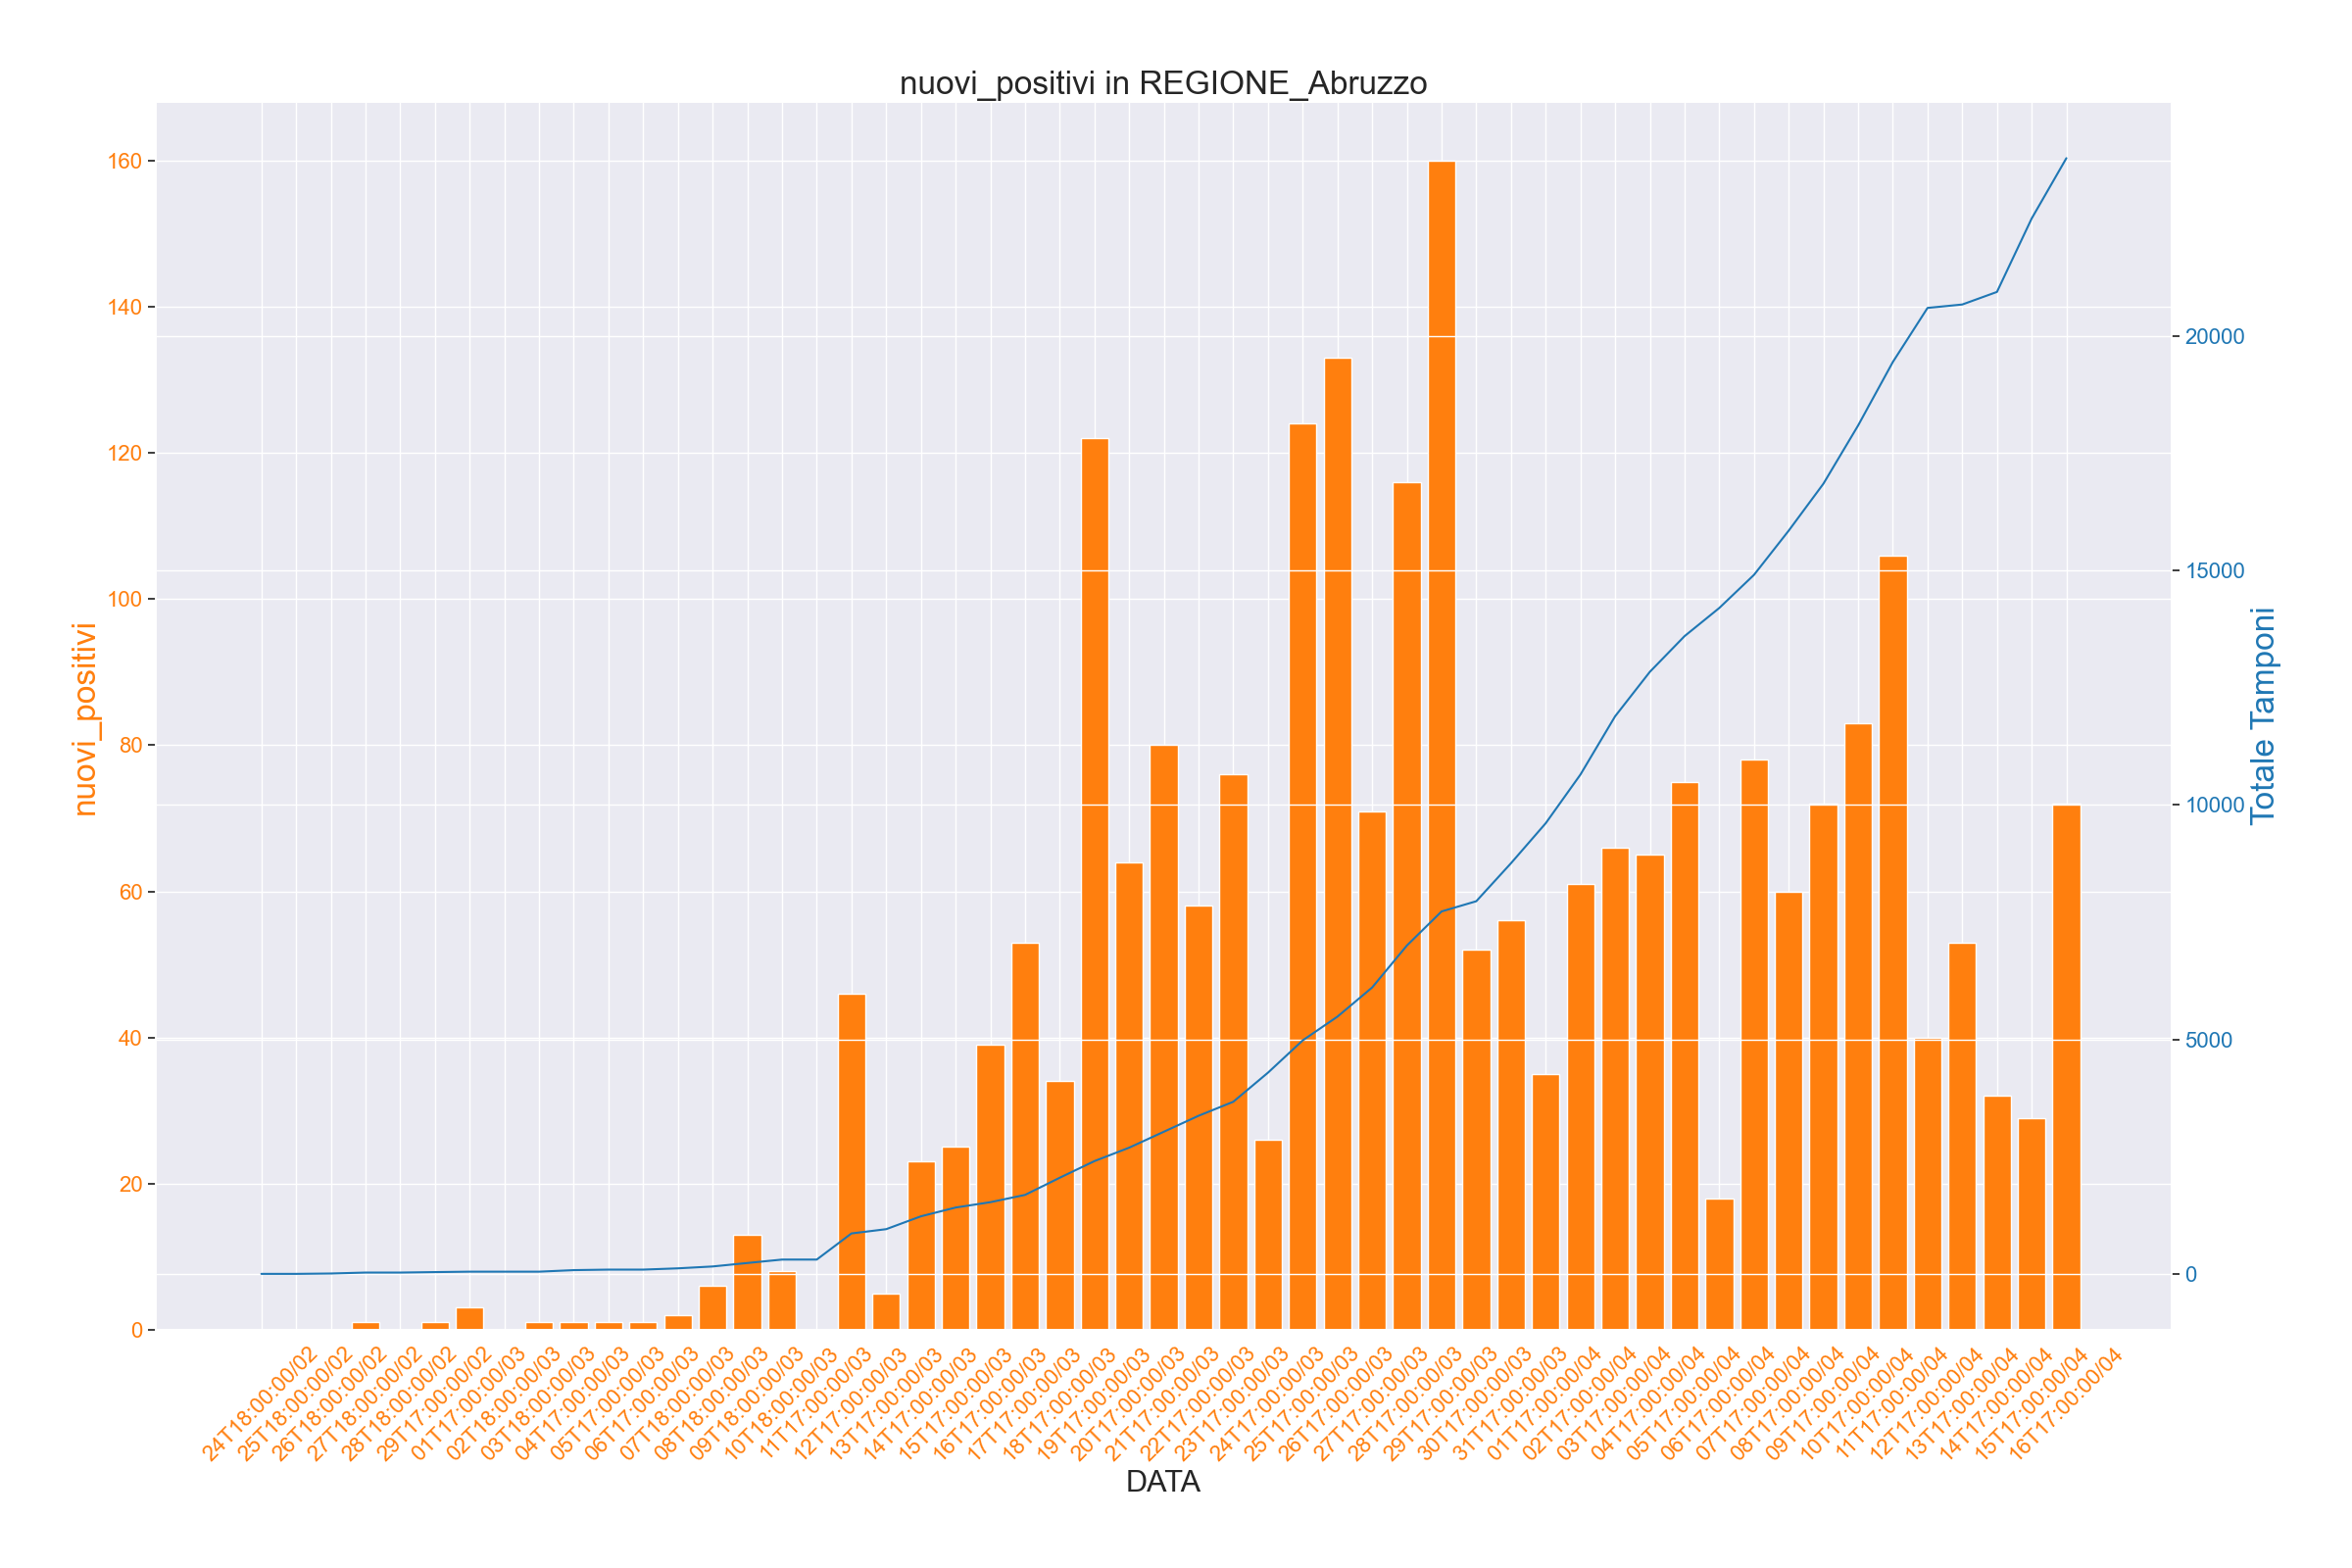 nuovi_positivi in REGIONE_Abruzzo
160
140
120
100
80
60
40
20
0
nuovi_positivi
20000
15000
10000
5000
0
Totale Tamponi
24T18:00:00/02
25T18:00:00/02
26T18:00:00/02
27T18:00:00/02
28T18:00:00/02
29T17:00:00/02
01T17:00:00/03
02T18:00:00/03
03T18:00:00/03
04T17:00:00/03
05T17:00:00/03
06T17:00:00/03
07T18:00:00/03
08T18:00:00/03
09T18:00:00/03
10T18:00:00/03
11T17:00:00/03
12T17:00:00/03
13T17:00:00/03
14T17:00:00/03
15T17:00:00/03
16T17:00:00/03
17T17:00:00/03
18T17:00:00/03
19T17:00:00/03
20T17:00:00/03
21T17:00:00/03
22T17:00:00/03
23T17:00:00/03
24T17:00:00/03
25T17:00:00/03
26T17:00:00/03
27T17:00:00/03
28T17:00:00/03
29T17:00:00/03
30T17:00:00/03
31T17:00:00/03
01T17:00:00/04
02T17:00:00/04
03T17:00:00/04
04T17:00:00/04
05T17:00:00/04
06T17:00:00/04
07T17:00:00/04
08T17:00:00/04
09T17:00:00/04
10T17:00:00/04
11T17:00:00/04
12T17:00:00/04
13T17:00:00/04
14T17:00:00/04
15T17:00:00/04
16T17:00:00/04
DATA